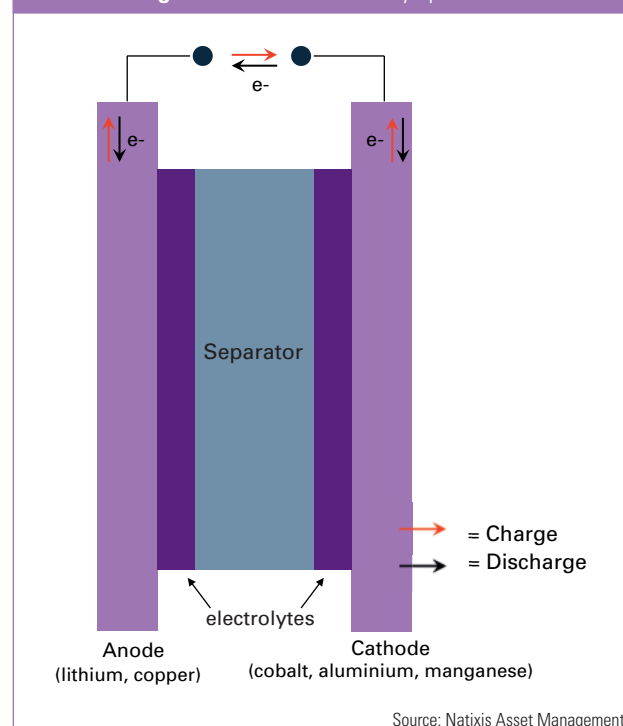 e-
e-
e-
Separator
= Charge
= Discharge
electrolytes
Anode
(lithium, copper)
Cathode
(cobalt, aluminium, manganese)
Source: Natixis Asset Management